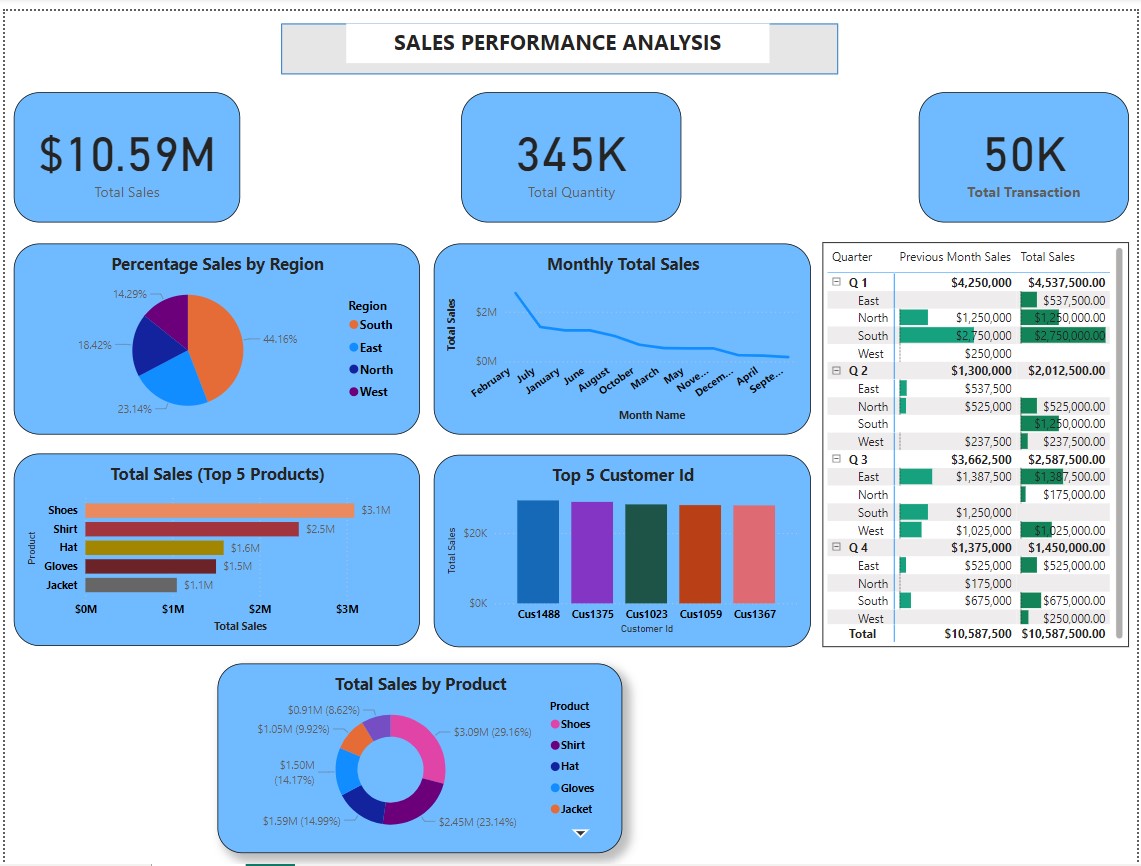 SALES PERFORMANCE ANALYSIS
$10.59M
Total Sales
345K
Total Quantity
50K
Total Transaction
Percentage Sales by Region
14.29%
18.42%
23.14%
44.16%
Region
South
East
North
West
Monthly Total Sales
Total Sales
$2M
$0M
February July January June August October March May Nove... Decem... April Septe...
Month Name
Quarter Previous Month Sales Total Sales
Q 1 $4,250,000 $4,537,500.00
East $537,500.00
North $1,250,000 $1,250,000.00
South $2,750,000 $2,750,000.00
West $250,000
Q 2 $1,300,000 $2,012,500.00
East $537,500
North $525,000 $525,000.00
South $1,250,000.00
West $237,500 $237,500.00
Q 3 $3,662,500 $2,587,500.00
East $1,387,500 $1,387,500.00
North $175,000.00
South $1,250,000
West $1,025,000 $1,025,000.00
Q 4 $1,375,000 $1,450,000.00
East $525,000 $525,000.00
North $175,000
South $675,000 $675,000.00
West $250,000.00
Total $10,587,500 $10,587,500.00
Total Sales (Top 5 Products)
Product
Shoes $3.1M
Shirt $2.5M
Hat $1.6M
Gloves $1.5M
Jacket $1.1M
$0M $1M $2M $3M
Total Sales
Top 5 Customer Id
Total Sales
$20K
$0K
Cus1488 Cus1375 Cus1023 Cus1059 Cus1367
Customer Id
Total Sales by Product
$0.91M (8.62%)
$1.05M (9.92%)
$1.50M
(14.17%)
$1.59M (14.99%)
$3.09M (29.16%)
$2.45M (23.14%)
Product
Shoes
Shirt
Hat
Gloves
Jacket